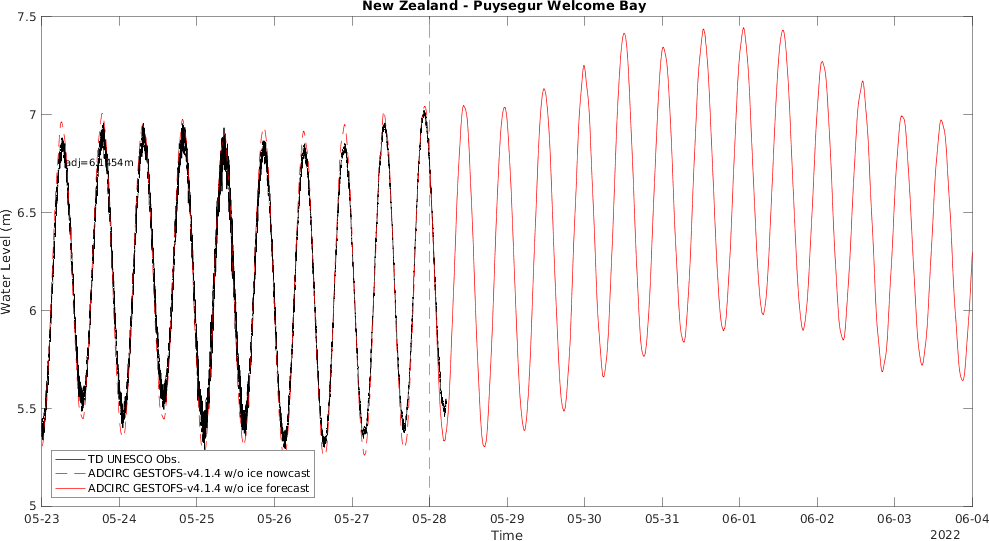 New Zealand - Puysegur Welcome Bay
7.5
7
6.5
6
5.5
5
Water Level (m)
adj=6.1454m
TD UNESCO Obs.
ADCIRC GESTOFS-v4.1.4 w/o ice nowcast
ADCIRC GESTOFS-v4.1.4 w/o ice forecast
05-23 05-24 05-25 05-26 05-27 05-28 05-29 05-30 05-31 06-01 06-02 06-03 06-04
Time
2022